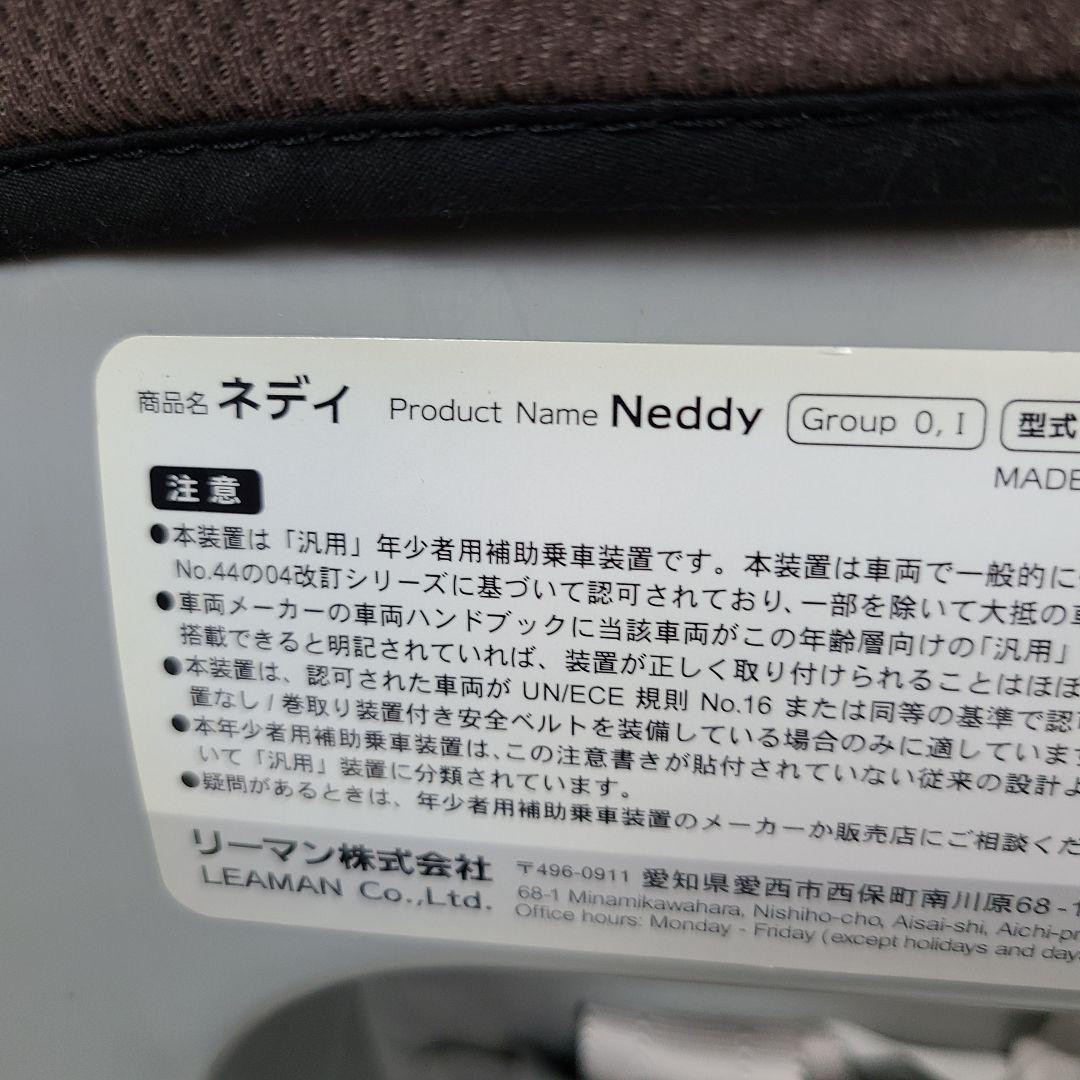 商品名 ネディ Product Name Neddy Group 0, I 型式
MADE
注意
●本装置は「汎用」年少者用補助乗車装置です。本装置は車両で一般的に
No.44の04改訂シリーズに基づいて認可されており、一部を除いて大抵の
●車両メーカーの車両ハンドブックに当該車両がこの年齢層向けの「汎用」
搭載できると明記されていれば、装置が正しく取り付けられることはほぼ
●本装置は、認可された車両が UN/ECE 規則 No.16 または同等の基準で認
置なし / 巻取り装置付き安全ベルトを装備している場合のみに適しています
●本年少者用補助乗車装置は、この注意書きが貼付されていない従来の設計よ
いて「汎用」装置に分類されています。
●疑問があるときは、年少者用補助乗車装置のメーカーか販売店にご相談くだ
リーマン株式会社 〒496-0911 愛知県愛西市西保町南川原68-1
LEAMAN Co.,Ltd. 68-1 Minamikawahara, Nishiho-cho, Aisai-shi, Aichi-pr
Office hours: Monday - Friday (except holidays and days